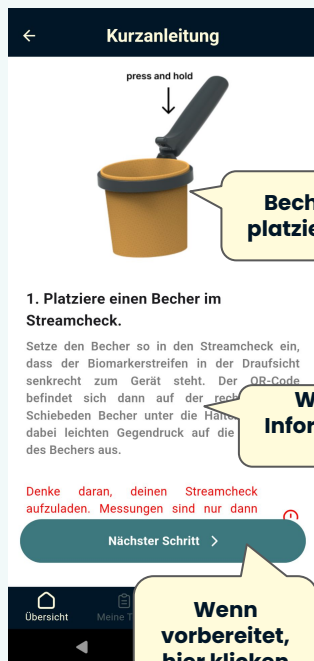 Kurzanleitung
press and hold
Bech
platzie
1. Platziere einen Becher im
Streamcheck.
Setze den Becher so in den Streamcheck ein,
dass der Biomarkerstreifen in der Draufsicht
senkrecht zum Gerät steht. Der QR-Code
befindet sich dann auf der rech
Schiebeden Becher unter die Halte
dabei leichten Gegendruck auf die
des Bechers aus.
W
Infor
Denke daran, deinen Streamcheck
aufzuladen. Messungen sind nur dann
Nächster Schritt
Übersicht
Meine T
Wenn
vorbereitet,
hier klicken